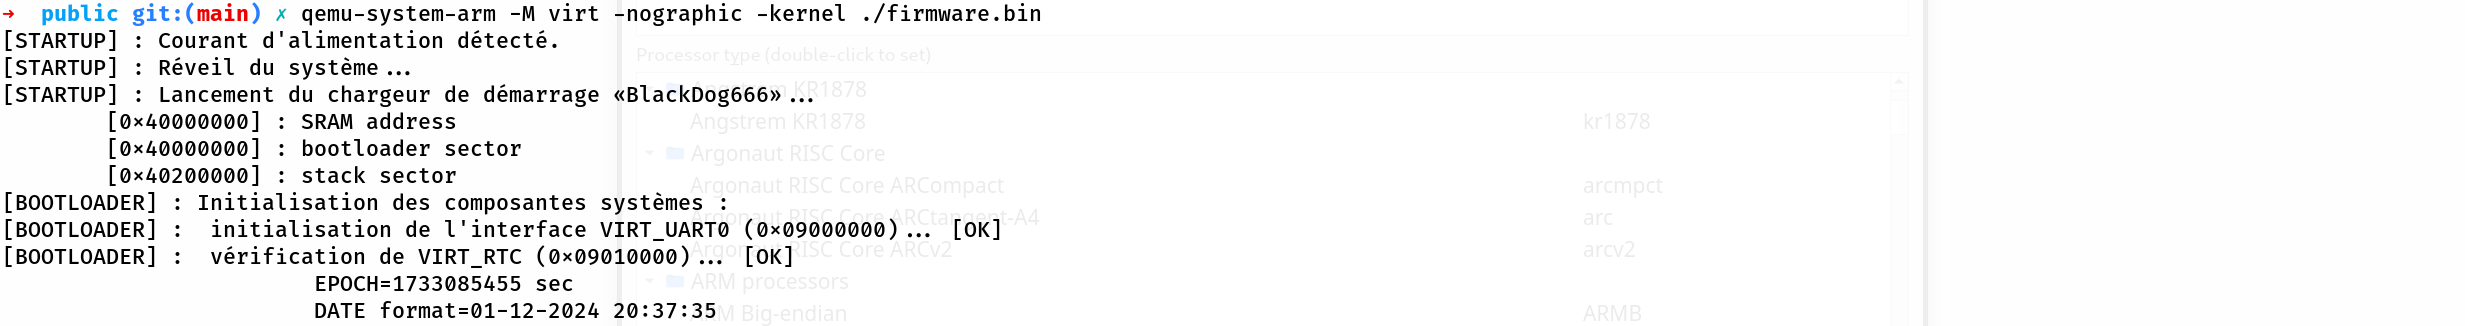 → public git:(main) ✗ qemu-system-arm -M virt -nographic -kernel ./firmware.bin
[STARTUP] : Courant d'alimentation détecté.
Processor type (double-click to set)
[STARTUP] : Réveil du système...
[STARTUP] : Lancement du chargeur de démarrage «BlackDog666»...
Angstrem KR1878
[0×40000000] : SRAM address
Angstrem KR1878 kr1878
[0×40000000] : bootloader sector
Argonaut RISC Core
[0×40200000] : stack sector
Argonaut RISC Core ARCompact arcmpct
[BOOTLOADER] : Initialisation des composantes systèmes :
Argonaut RISC Core ARCtangent-A4 arc
[BOOTLOADER] :  initialisation de l'interface VIRT_UART0 (0×09000000)... [OK]
Argonaut RISC Core ARCv2 arcv2
[BOOTLOADER] :  vérification de VIRT_RTC (0×09010000)... [OK]
ARM processors
EPOCH=1733085455 sec
ARM Big-endian ARMB
DATE format=01-12-2024 20:37:35